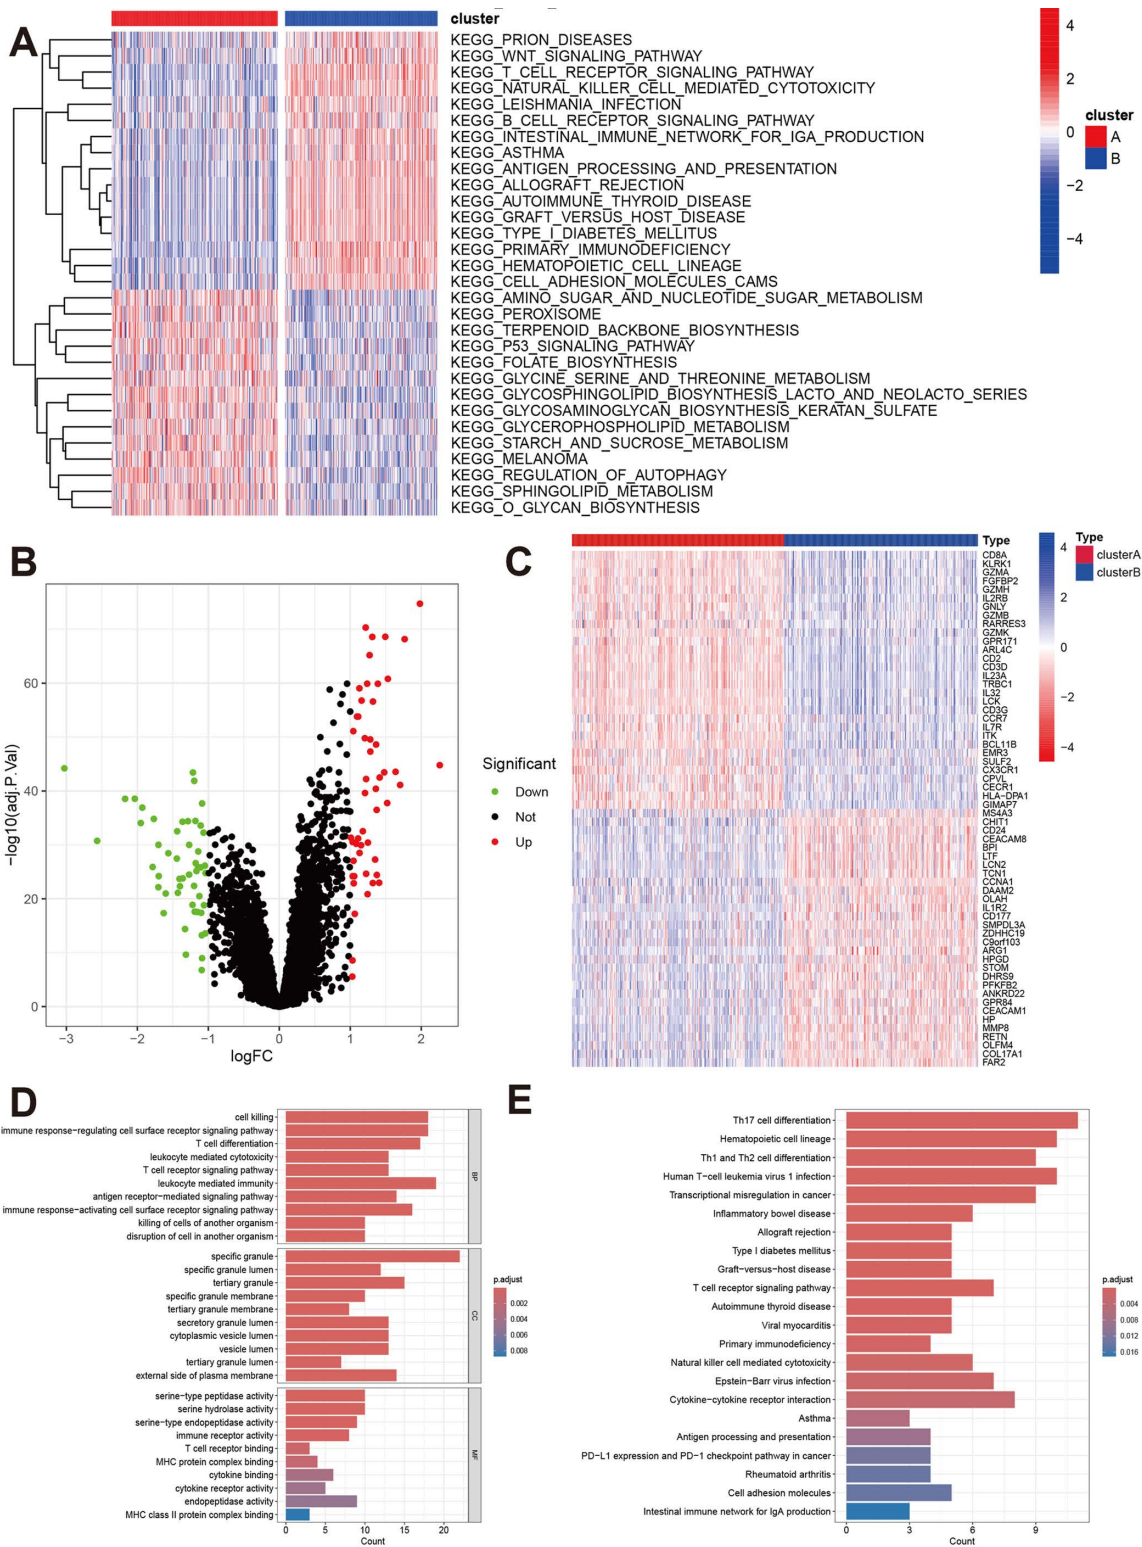 A
cluster
KEGG_PRION_DISEASES
KEGG_WNT_SIGNALING_PATHWAY
KEGG_T_CELL_RECEPTOR_SIGNALING_PATHWAY
KEGG_NATURAL_KILLER_CELL_MEDIATED_CYTOTOXICITY
KEGG_LEISHMANIA_INFECTION
KEGG_B_CELL_RECEPTOR_SIGNALING_PATHWAY
KEGG_INTESTINAL_IMMUNE_NETWORK_FOR_IGA_PRODUCTION
KEGG_ASTHMA
KEGG_ANTIGEN_PROCESSING_AND_PRESENTATION
KEGG_ALLOGRAFT_REJECTION
KEGG_AUTOIMMUNE_THYROID_DISEASE
KEGG_GRAFT_VERSUS_HOST_DISEASE
KEGG_TYPE_I_DIABETES_MELLITUS
KEGG_PRIMARY_IMMUNODEFICIENCY
KEGG_HEMATOPOIETIC_CELL_LINEAGE
KEGG_CELL_ADHESION_MOLECULES_CAMS
KEGG_AMINO_SUGAR_AND_NUCLEOTIDE_SUGAR_METABOLISM
KEGG_PEROXISOME
KEGG_TERPENOID_BACKBONE_BIOSYNTHESIS
KEGG_P53_SIGNALING_PATHWAY
KEGG_FOLATE_BIOSYNTHESIS
KEGG_GLYCINE_SERINE_AND_THREONINE_METABOLISM
KEGG_GLYCOSPHINGOLIPID_BIOSYNTHESIS_LACTO_AND_NEOLACTO_SERIES
KEGG_GLYCOSAMINOGLYCAN_BIOSYNTHESIS_KERATAN_SULFATE
KEGG_GLYCEROPHOSPHOLIPID_METABOLISM
KEGG_STARCH_AND_SUCROSE_METABOLISM
KEGG_MELANOMA
KEGG_REGULATION_OF_AUTOPHAGY
KEGG_SPHINGOLIPID_METABOLISM
KEGG_O_GLYCAN_BIOSYNTHESIS
4
2
0
−2
−4
cluster
A
B
B
60
40
20
0
−log10(adj.P.Val)
−3 −2 −1 0 1 2
logFC
Significant
Down
Not
Up
C
Type
CD8A
KLRK1
GZMA
FGFBP2
GZMH
IL2RB
GNLY
GZMB
RARRES3
GZMK
GPR171
ARL4C
CD2
CD3D
IL23A
TRBC1
IL32
LCK
CD3G
CCR7
IL7R
ITK
BCL11B
EMR3
SULF2
CX3CR1
CPVL
CECR1
HLA−DPA1
GIMAP7
MS4A3
CHIT1
CD24
CEACAM8
BPI
LTF
LCN2
TCN1
CCNA1
DAAM2
OLAH
IL1R2
CD177
SMPDL3A
ZDHHC19
C9orf103
ARG1
HPGD
STOM
DHRS9
PFKFB2
ANKRD22
GPR84
CEACAM1
HP
MMP8
RETN
OLFM4
COL17A1
FAR2
4
2
0
−2
−4
Type
clusterA
clusterB
D
cell killing
immune response−regulating cell surface receptor signaling pathway
T cell differentiation
leukocyte mediated cytotoxicity
T cell receptor signaling pathway
leukocyte mediated immunity
antigen receptor−mediated signaling pathway
immune response−activating cell surface receptor signaling pathway
killing of cells of another organism
disruption of cell in another organism
BP
specific granule
specific granule lumen
tertiary granule
specific granule membrane
tertiary granule membrane
secretory granule lumen
cytoplasmic vesicle lumen
vesicle lumen
tertiary granule lumen
external side of plasma membrane
CC
serine−type peptidase activity
serine hydrolase activity
serine−type endopeptidase activity
immune receptor activity
T cell receptor binding
MHC protein complex binding
cytokine binding
cytokine receptor activity
endopeptidase activity
MHC class II protein complex binding
MF
0 5 10 15 20
Count
p.adjust
0.002
0.004
0.006
0.008
E
Th17 cell differentiation
Hematopoietic cell lineage
Th1 and Th2 cell differentiation
Human T−cell leukemia virus 1 infection
Transcriptional misregulation in cancer
Inflammatory bowel disease
Allograft rejection
Type I diabetes mellitus
Graft−versus−host disease
T cell receptor signaling pathway
Autoimmune thyroid disease
Viral myocarditis
Primary immunodeficiency
Natural killer cell mediated cytotoxicity
Epstein−Barr virus infection
Cytokine−cytokine receptor interaction
Asthma
Antigen processing and presentation
PD−L1 expression and PD−1 checkpoint pathway in cancer
Rheumatoid arthritis
Cell adhesion molecules
Intestinal immune network for IgA production
0 3 6 9
Count
p.adjust
0.004
0.008
0.012
0.016